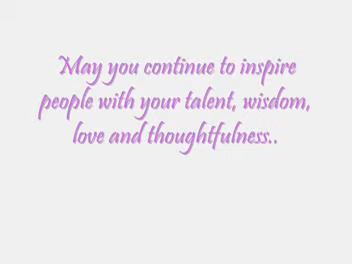 May you continue to inspire
people with your talent, wisdom,
love and thoughtfulness..